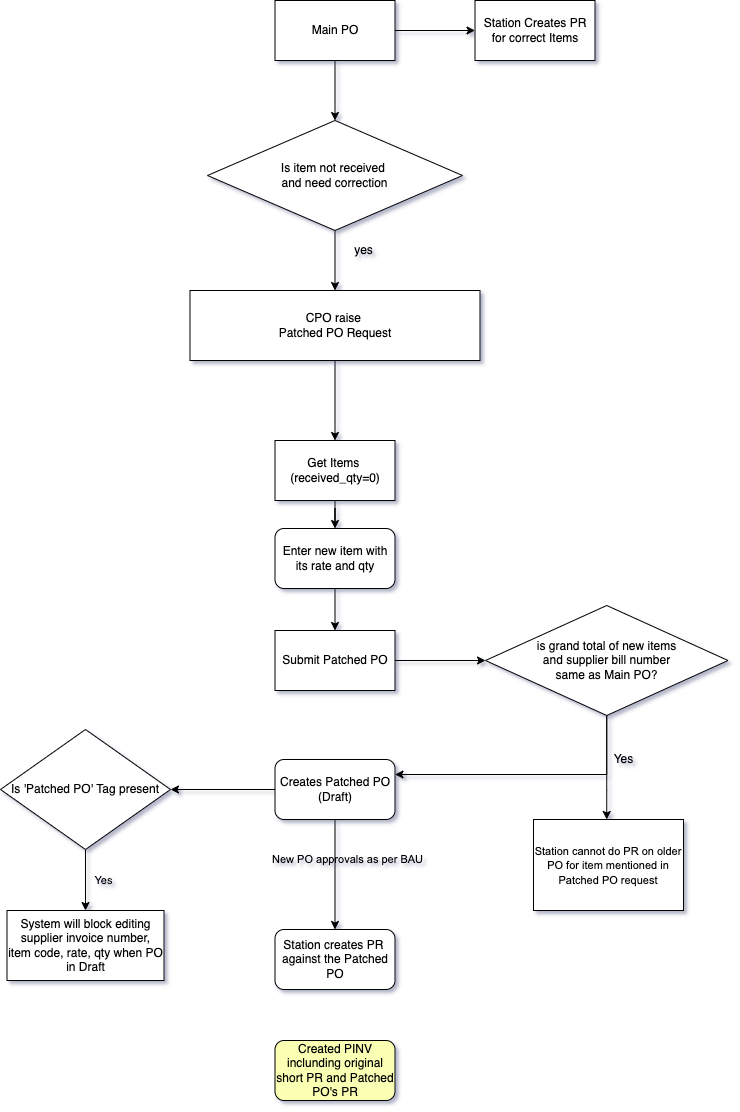 Main PO
Station Creates PR
for correct Items
Is item not received
and need correction
yes
CPO raise
Patched PO Request
Get Items
(received_qty=0)
Enter new item with
its rate and qty
Submit Patched PO
is grand total of new items
and supplier bill number
same as Main PO?
Yes
Creates Patched PO
(Draft)
Is 'Patched PO' Tag present
Station cannot do PR on older
PO for item mentioned in
Patched PO request
New PO approvals as per BAU
Yes
System will block editing
supplier invoice number,
item code, rate, qty when PO
in Draft
Station creates PR
against the Patched
PO
Created PINV
inclunding original
short PR and Patched
PO's PR